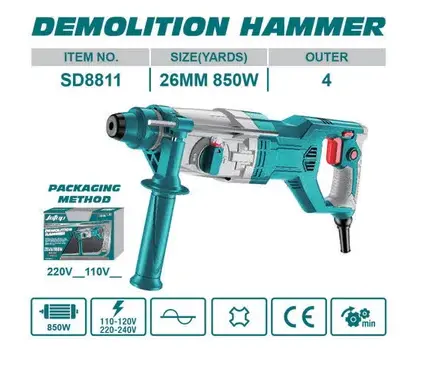 DEMOLITION HAMMER
ITEM NO. SIZE(YARDS) OUTER
SD8811 26MM 850W 4
PACKAGING
METHOD
DEMOLITION
220V__110V__
850W
110-120V
220-240V
CE
min